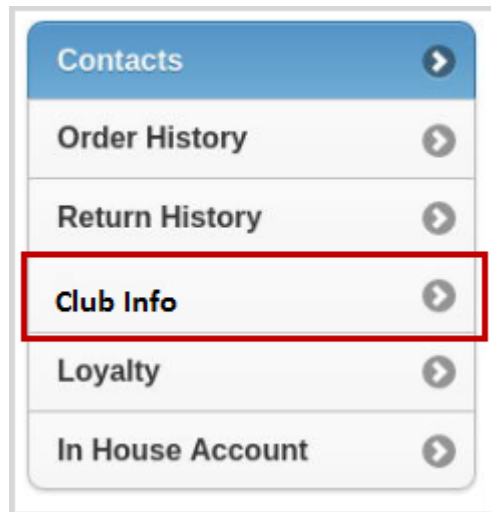 Contacts
Order History
Return History
Club Info
Loyalty
In House Account